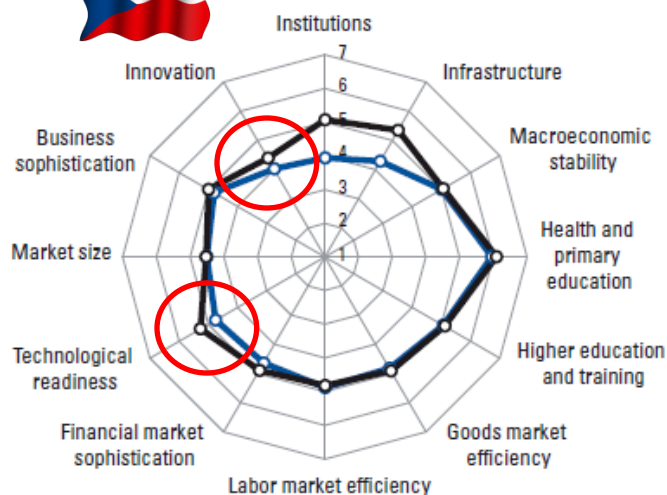 Institutions
Infrastructure
Macroeconomic
stability
Health and
primary
education
Higher education
and training
Goods market
efficiency
Labor market efficiency
Financial market
sophistication
Technological
readiness
Market size
Business
sophistication
Innovation
7
6
5
4
3
2
1